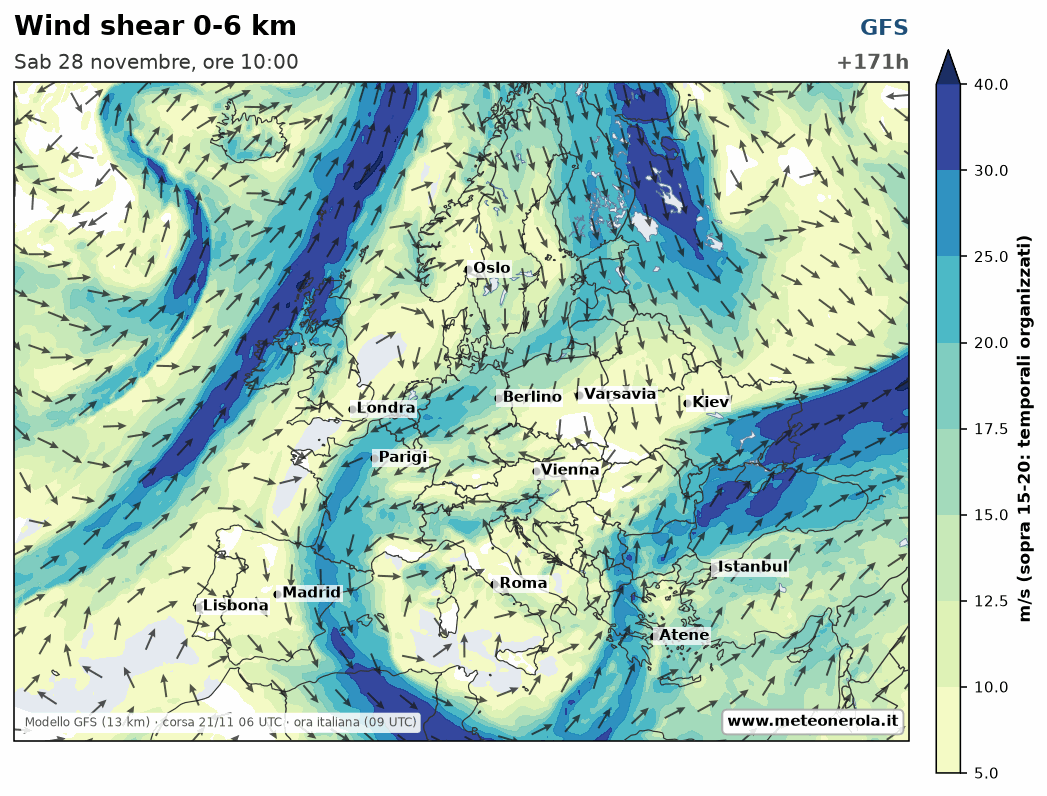 Wind shear 0-6 km
GFS
Sab 28 novembre, ore 10:00
+171h
40.0
30.0
25.0
20.0
17.5
15.0
12.5
10.0
5.0
m/s (sopra 15-20: temporali organizzati)
Oslo
Berlino
Varsavia
Kiev
Londra
Parigi
Vienna
Istanbul
Roma
Madrid
Lisbona
Atene
Modello GFS (13 km) · corsa 21/11 06 UTC · ora italiana (09 UTC)
www.meteonerola.it